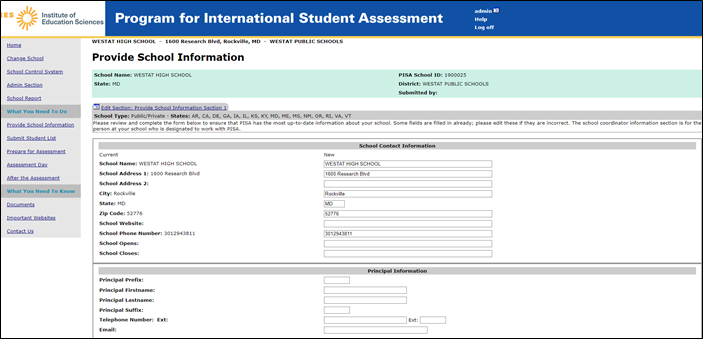 IES Institute of
Education Sciences
Program for International Student Assessment
admin
Help
Log off
Home
Change School
School Control System
Admin Section
School Report
What You Need To Do
Provide School Information
Submit Student List
Prepare for Assessment
Assessment Day
After the Assessment
What You Need To Know
Documents
Important Websites
Contact Us
WESTAT HIGH SCHOOL - 1600 Research Blvd, Rockville, MD - WESTAT PUBLIC SCHOOLS
Provide School Information
School Name: WESTAT HIGH SCHOOL PISA School ID: 1900025
State: MD District: WESTAT PUBLIC SCHOOLS
Submitted by:
Edit Section: Provide School Information Section 1
School Type: Public/Private - States: AR, CA, DE, GA, IA, IL, KS, KY, MD, ME, MS, NM, OR, RI, VA, VT
Please review and complete the form below to ensure that PISA has the most up-to-date information about your school. Some fields are filled in already; please edit these if they are incorrect. The school coordinator information section is for the
person at your school who is designated to work with PISA.
School Contact Information
Current New
School Name: WESTAT HIGH SCHOOL WESTAT HIGH SCHOOL
School Address 1: 1600 Research Blvd 1600 Research Blvd
School Address 2:
City: Rockville Rockville
State: MD MD
Zip Code: 52776 52776
School Website:
School Phone Number: 3012943811 3012943811
School Opens:
School Closes:
Principal Information
Principal Prefix:
Principal Firstname:
Principal Lastname:
Principal Suffix:
Telephone Number: Ext: Ext:
Email: